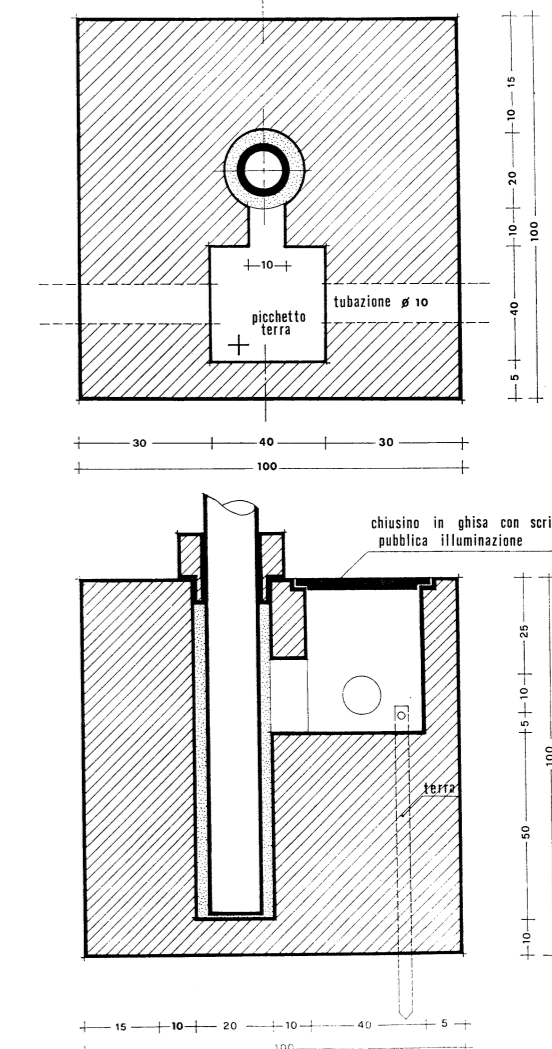 15
10
20
10
40
5
100
10
tubazione ø 10
picchetto
terra
30 40 30
100
chiusino in ghisa con scri
pubblica illuminazione
25
10
5
50
10
100
terra
15 10 20 10 40 5
100